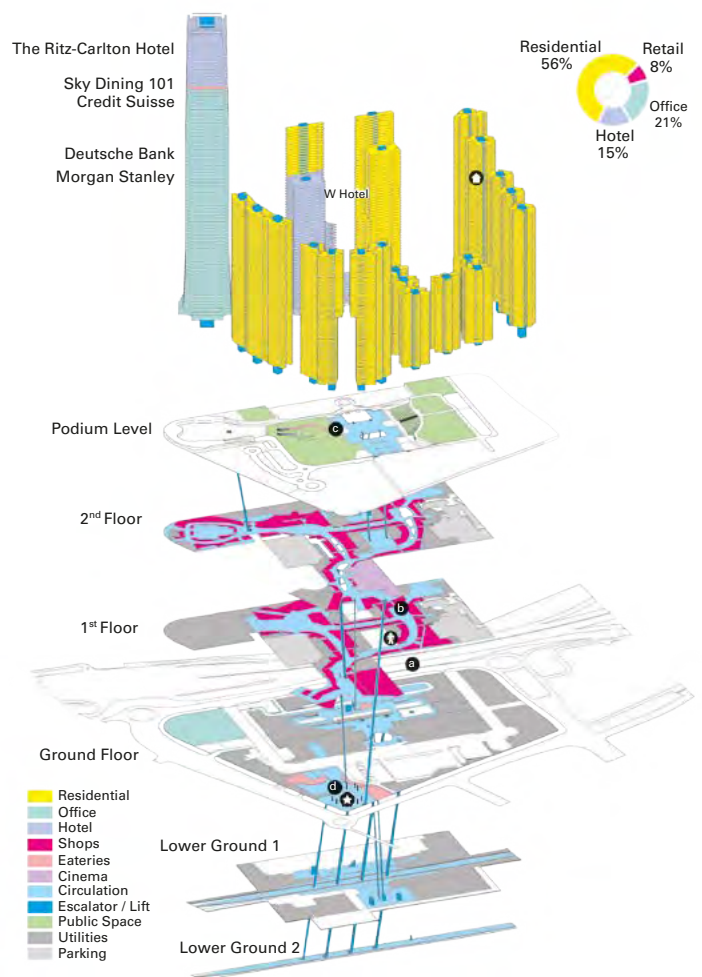 The Ritz-Carlton Hotel
Sky Dining 101
Credit Suisse
Deutsche Bank
Morgan Stanley
W Hotel
Residential
56%
Retail
8%
Office
21%
Hotel
15%
Podium Level
c
2nd Floor
b
1st Floor
a
Ground Floor
d
Residential
Office
Hotel
Shops
Eateries
Cinema
Circulation
Escalator / Lift
Public Space
Utilities
Parking
Lower Ground 1
Lower Ground 2